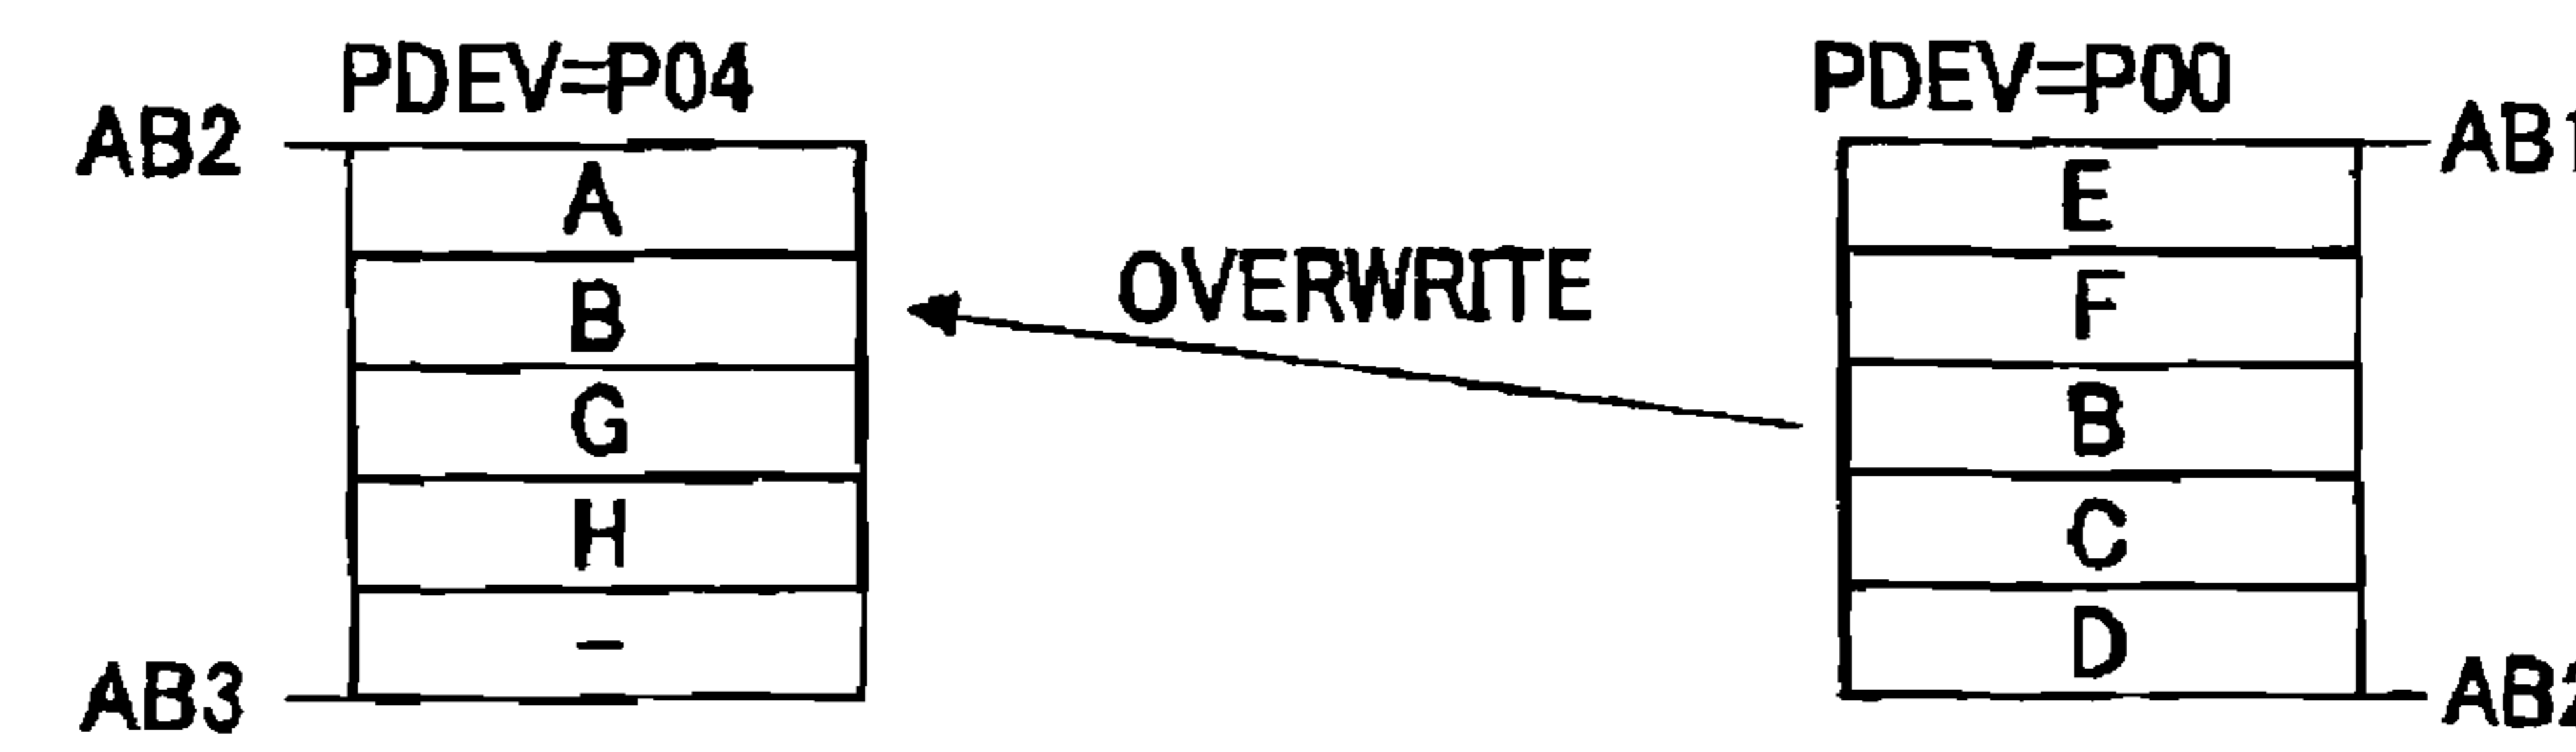 PDEV=P04
AB2
A
B
G
H
–
AB3
OVERWRITE
PDEV=P00
AB1
E
F
B
C
D
AB2